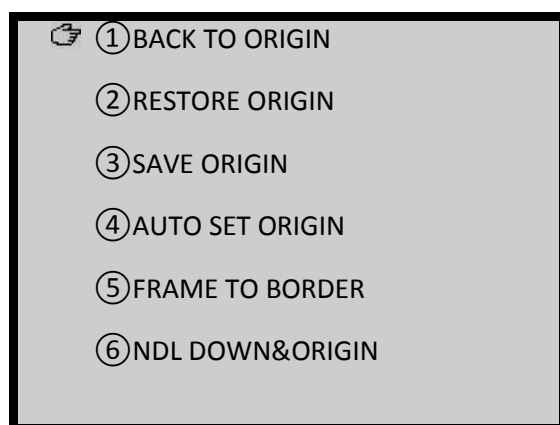 ①BACK TO ORIGIN
②RESTORE ORIGIN
③SAVE ORIGIN
④AUTO SET ORIGIN
⑤FRAME TO BORDER
⑥NDL DOWN&ORIGIN